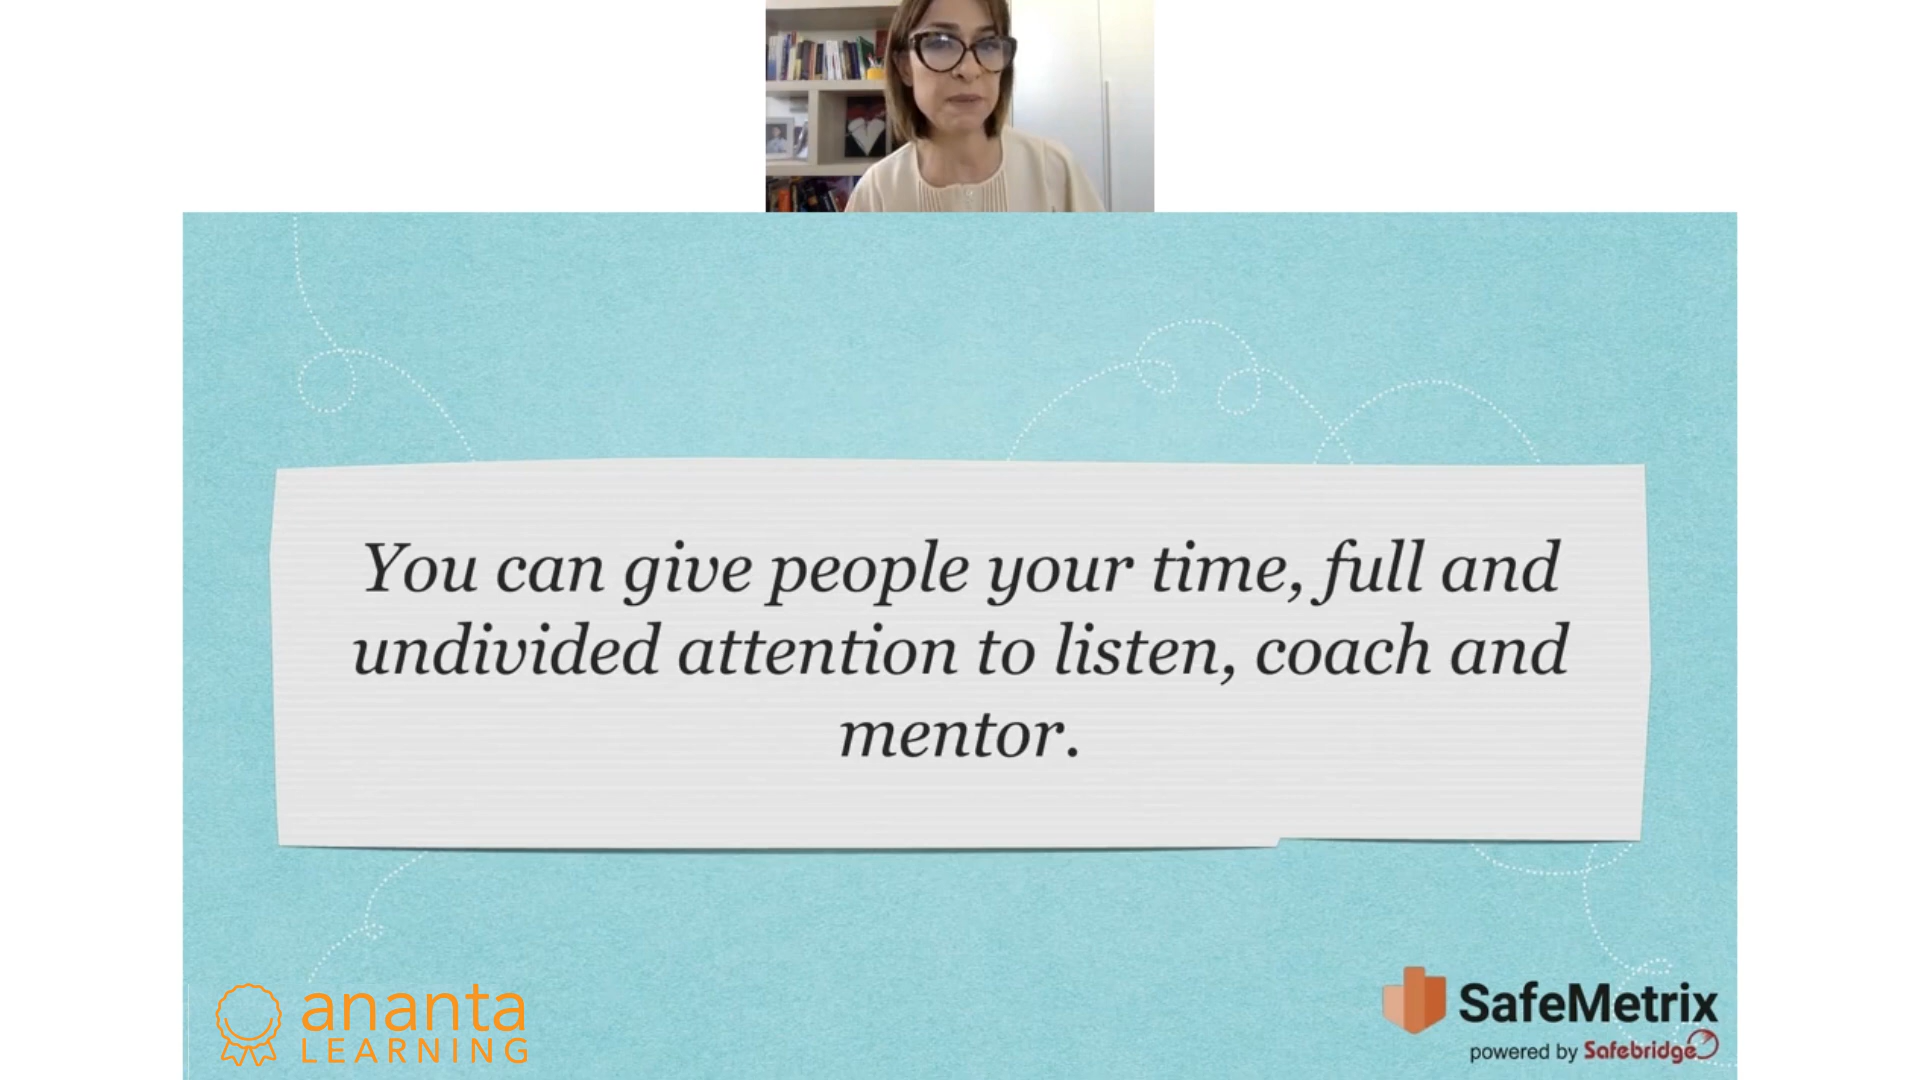 You can give people your time, full and
undivided attention to listen, coach and
mentor.
ananta
LEARNING
SafeMetrix
powered by Safebridge